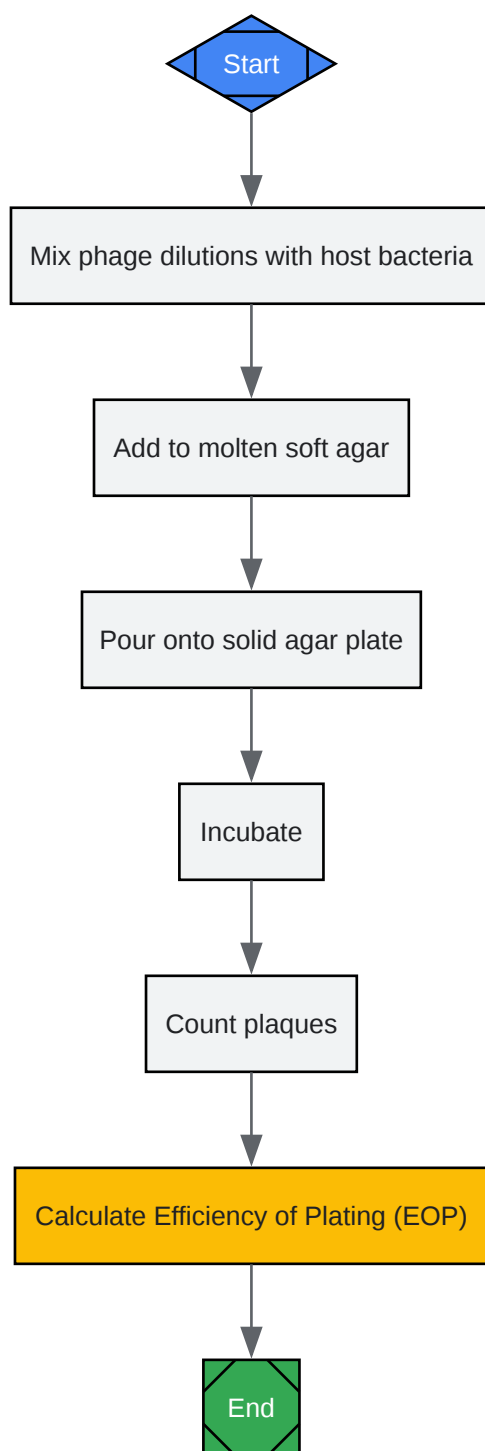 Start
Mix phage dilutions with host bacteria
Add to molten soft agar
Pour onto solid agar plate
Incubate
Count plaques
Calculate Efficiency of Plating (EOP)
End